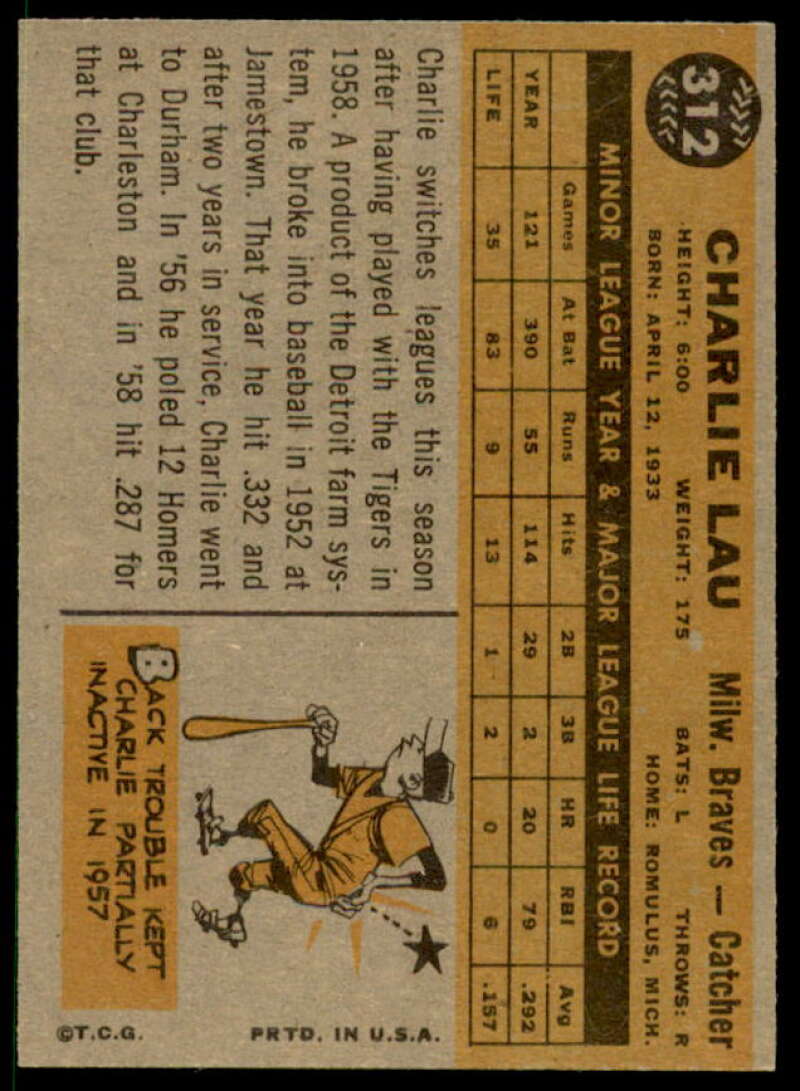 312
CHARLIE LAU Milw. Braves — Catcher
HEIGHT: 6:00 WEIGHT: 175 BATS: L THROWS: R
BORN: APRIL 12, 1933 HOME: ROMULUS, MICH.
MINOR LEAGUE YEAR & MAJOR LEAGUE LIFE RECORD
Games At Bat Runs Hits 2B 3B HR RBI Avg
YEAR 121 390 55 114 29 2 20 79 .292
LIFE 35 83 9 13 1 2 0 6 .157
Charlie switches leagues this season
after having played with the Tigers in
1958. A product of the Detroit farm sys-
tem, he broke into baseball in 1952 at
Jamestown. That year he hit .332 and
after two years in service, Charlie went
to Durham. In '56 he poled 12 Homers
at Charleston and in '58 hit .287 for
that club.
BACK TROUBLE KEPT
CHARLIE PARTIALLY
INACTIVE IN 1957
©T.C.G. PRTD. IN U.S.A.